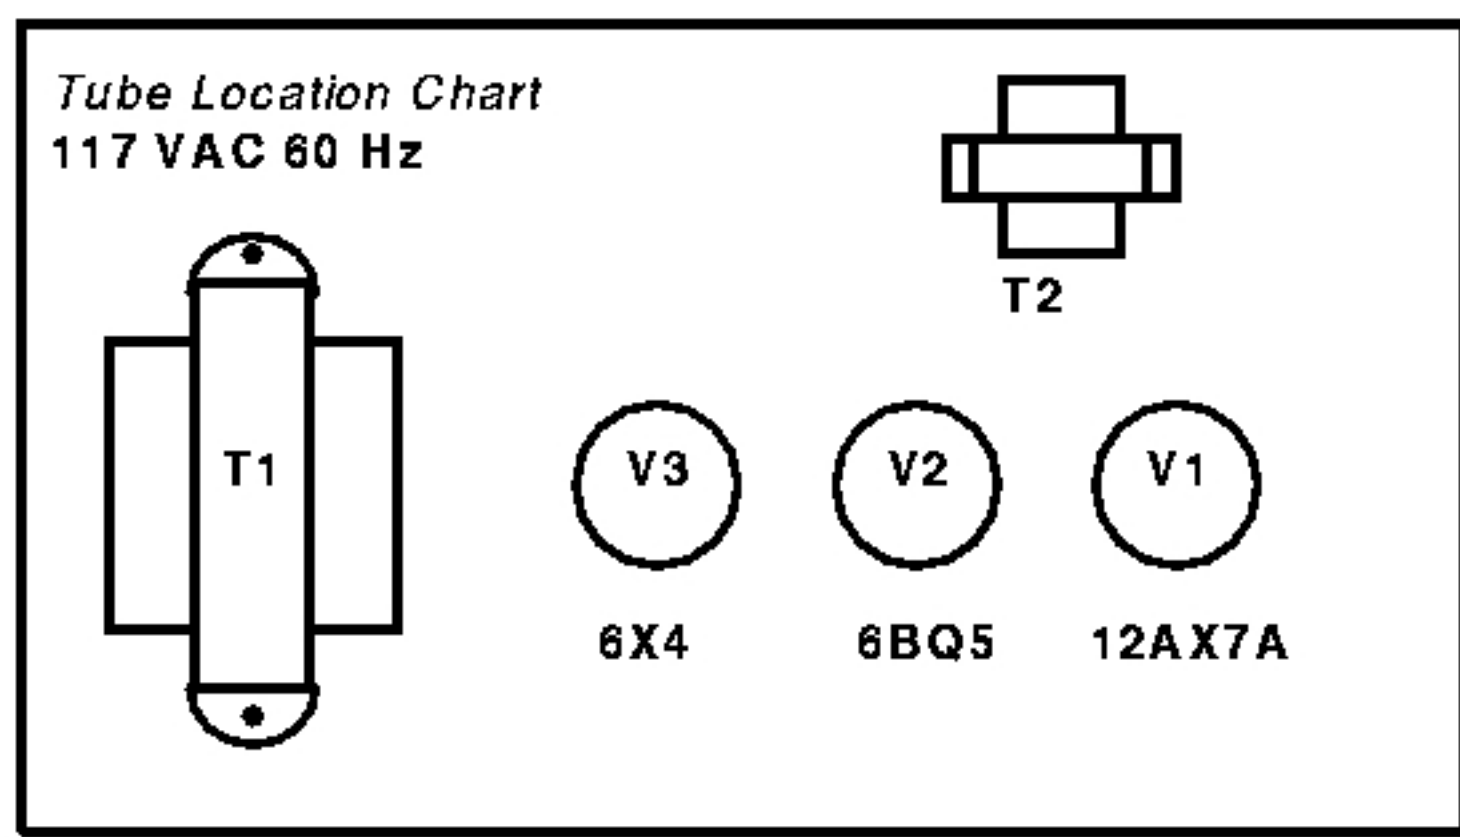 Tube Location Chart
117 VAC 60 Hz
T2
T1
V3
V2
V1
6X4
6BQ5
12AX7A